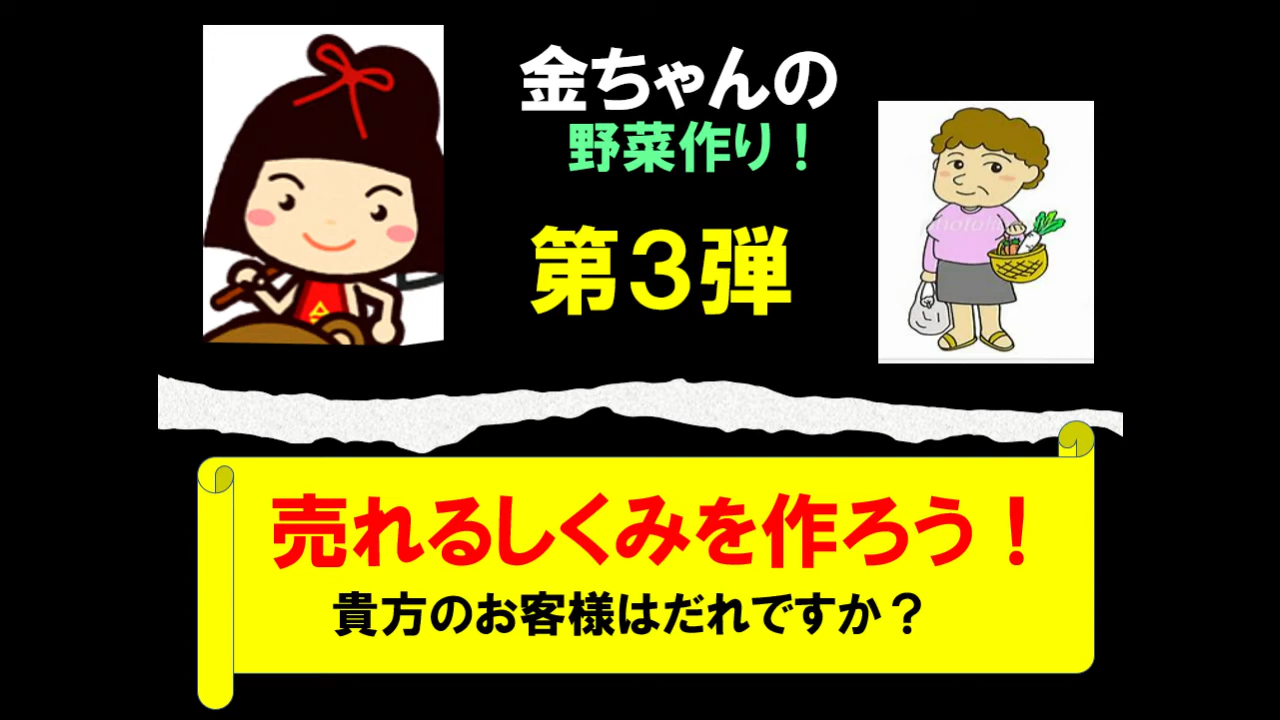 金ちゃんの
野菜作り！
第３弾
売れるしくみを作ろう！
貴方のお客様はだれですか？